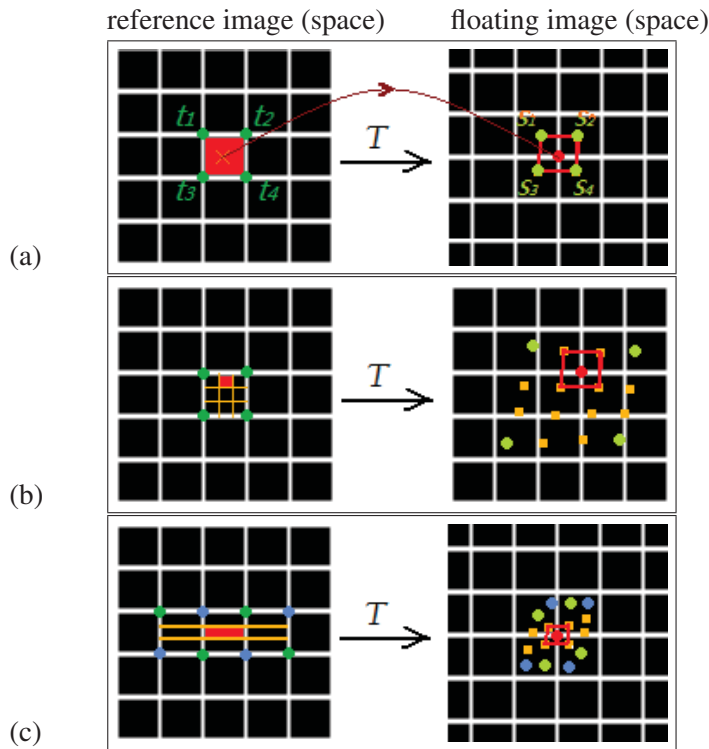 reference image (space) floating image (space)
t₁ t₂ s₁ s₂
T
t₃ t₄ s₃ s₄
(a)
T
(b)
T
(c)